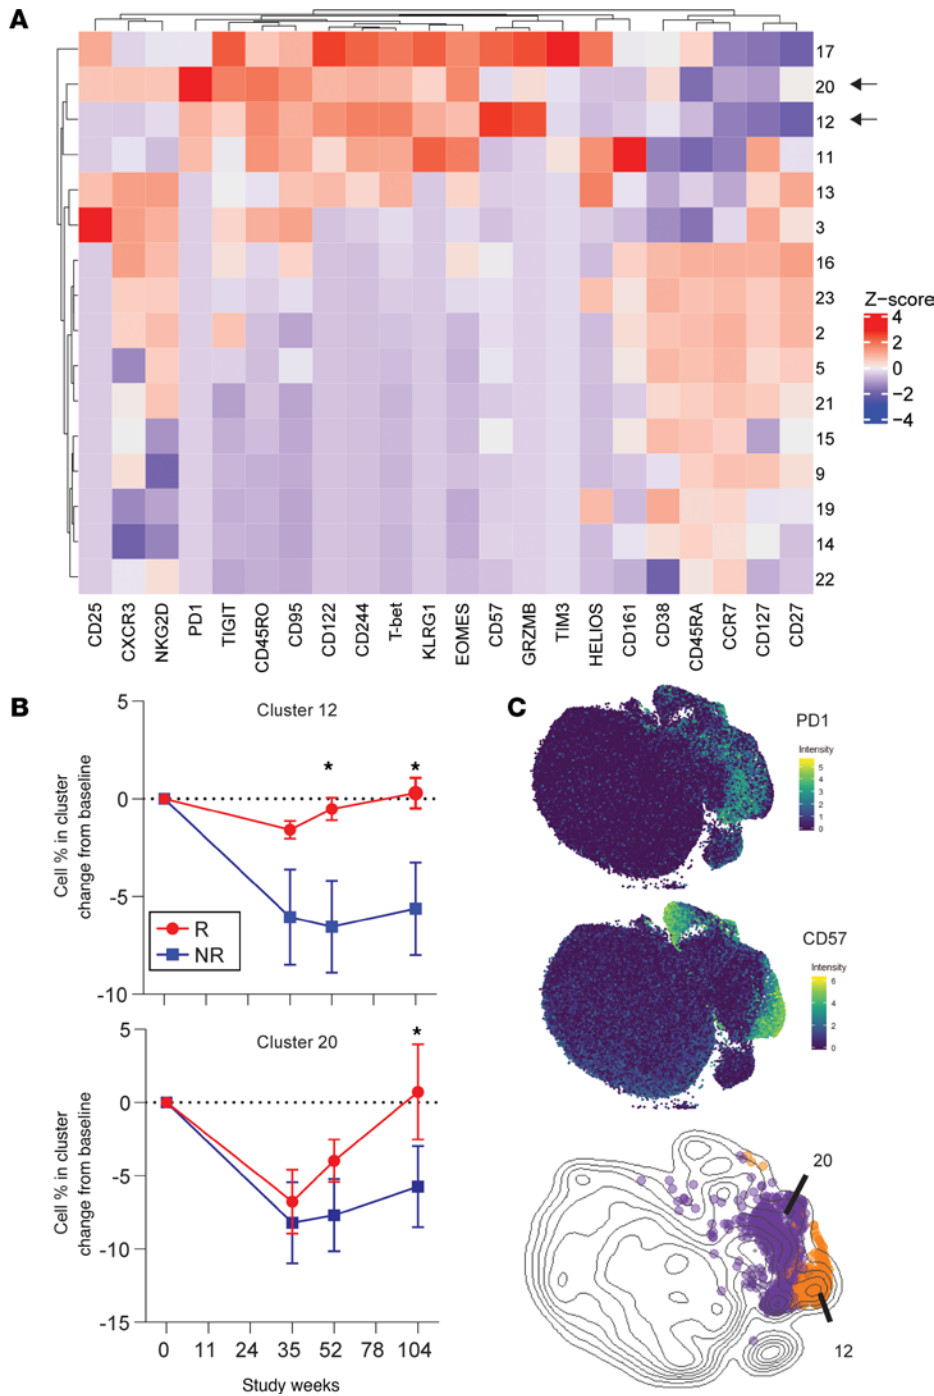 A
17
20
12
11
13
3
16
23
2
5
21
15
9
19
14
22
Z-score
4
2
0
-2
-4
CD25 CXCR3 NKG2D PD1 TIGIT CD45RO CD95 CD122 CD244 T-bet KLRG1 EOMES CD57 GRZMB TIM3 HELIOS CD161 CD38 CD45RA CCR7 CD127 CD27
B
Cluster 12
5
0
-5
-10
Cell % in cluster
change from baseline
* *
R
NR
Cluster 20
5
0
-5
-10
-15
Cell % in cluster
change from baseline
*
0 11 24 35 52 78 104
Study weeks
C
PD1
Intensity
5
4
3
2
1
0
CD57
Intensity
6
4
2
0
20
12